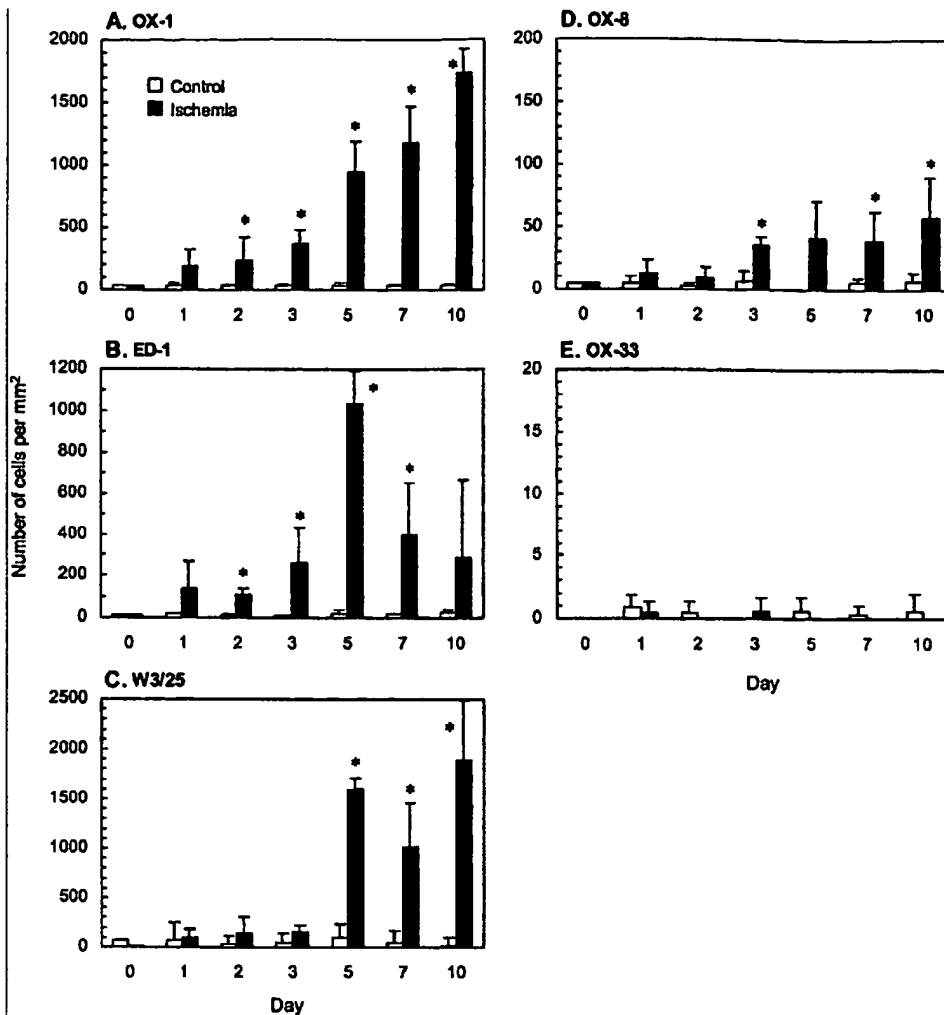 A. OX-1
2000
1500
1000
500
0
Control
Ischemia
*
*
*
*
*
0 1 2 3 5 7 10
B. ED-1
1200
1000
800
600
400
200
0
*
*
*
*
0 1 2 3 5 7 10
C. W3/25
2500
2000
1500
1000
500
0
*
*
*
0 1 2 3 5 7 10
Day
Number of cells per mm²
D. OX-8
200
150
100
50
0
*
*
*
0 1 2 3 5 7 10
E. OX-33
20
15
10
5
0
0 1 2 3 5 7 10
Day